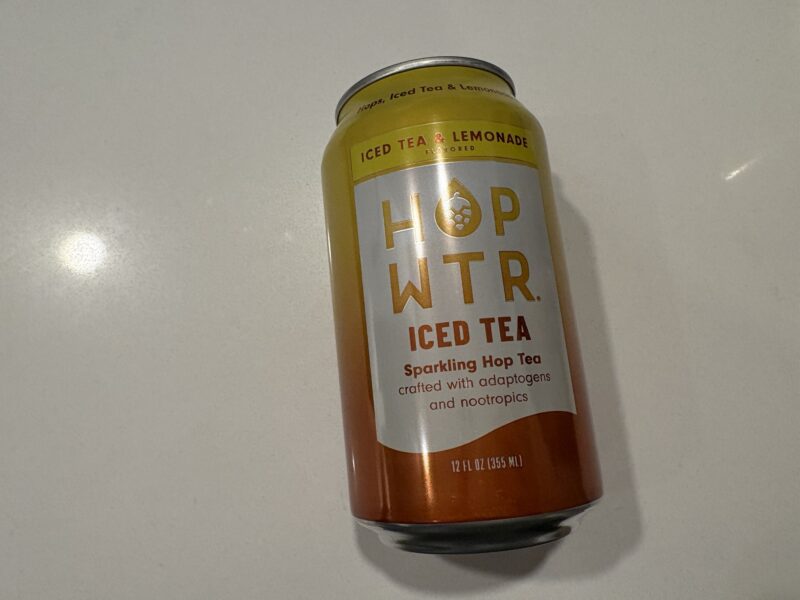 Hops, Iced Tea & Lemonade
ICED TEA & LEMONADE
FLAVORED
HOP
WTR.
ICED TEA
Sparkling Hop Tea
crafted with adaptogens
and nootropics
12 FL OZ (355 ML)